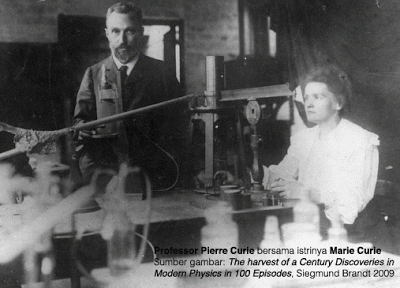 Professor Pierre Curie bersama istrinya Marie Curie
Sumber gambar: The harvest of a Century Discoveries in
Modern Physics in 100 Episodes, Siegmund Brandt 2009